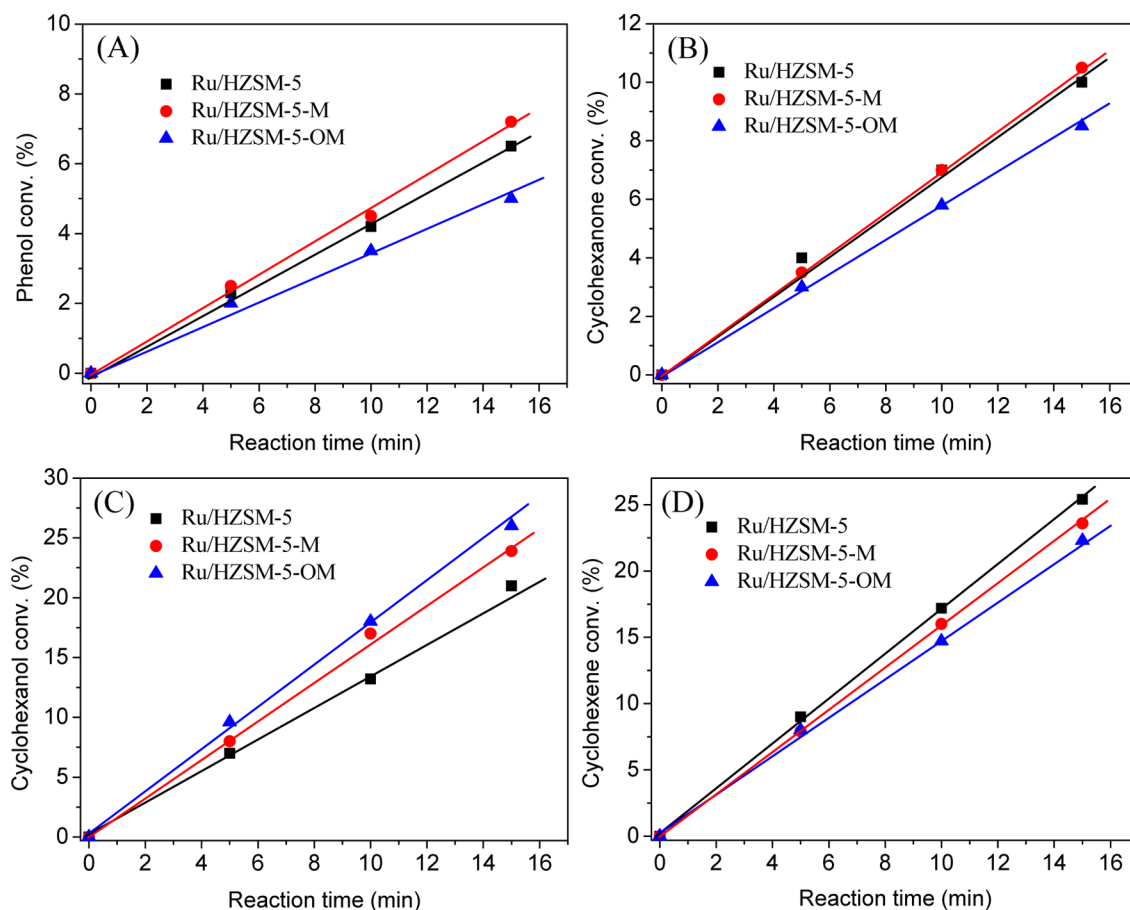 (A)
Ru/HZSM-5
Ru/HZSM-5-M
Ru/HZSM-5-OM
Phenol conv. (%)
10
8
6
4
2
0
0 2 4 6 8 10 12 14 16
Reaction time (min)
(B)
Ru/HZSM-5
Ru/HZSM-5-M
Ru/HZSM-5-OM
Cyclohexanone conv. (%)
12
10
8
6
4
2
0
0 2 4 6 8 10 12 14 16
Reaction time (min)
(C)
Ru/HZSM-5
Ru/HZSM-5-M
Ru/HZSM-5-OM
Cyclohexanol conv. (%)
30
25
20
15
10
5
0
0 2 4 6 8 10 12 14 16
Reaction time (min)
(D)
Ru/HZSM-5
Ru/HZSM-5-M
Ru/HZSM-5-OM
Cyclohexene conv. (%)
25
20
15
10
5
0
0 2 4 6 8 10 12 14 16
Reaction time (min)